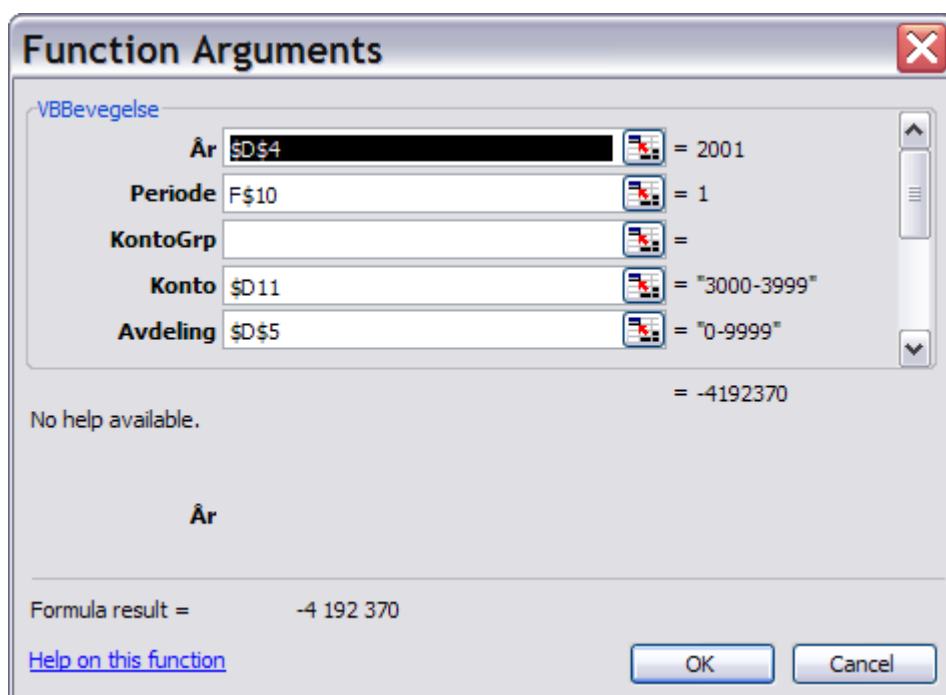 Function Arguments
VBBevegelse
År $D$4 = 2001
Periode F$10 = 1
KontoGrp =
Konto $D11 = "3000-3999"
Avdeling $D$5 = "0-9999"
= -4192370
No help available.
År
Formula result = -4 192 370
Help on this function OK Cancel